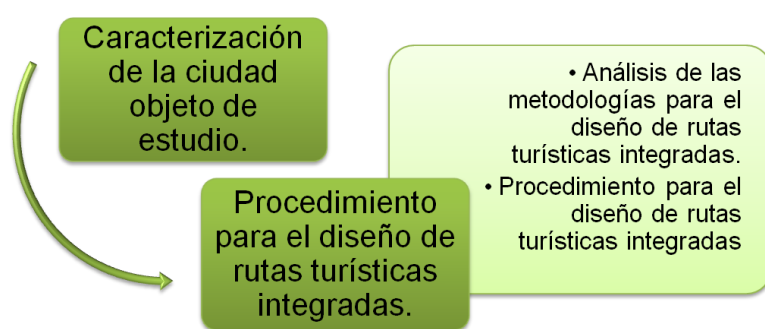 Caracterización
de la ciudad
objeto de
estudio.
• Análisis de las
metodologías para el
diseño de rutas
turísticas integradas.
• Procedimiento para el
diseño de rutas
turísticas integradas
Procedimiento
para el diseño de
rutas turísticas
integradas.